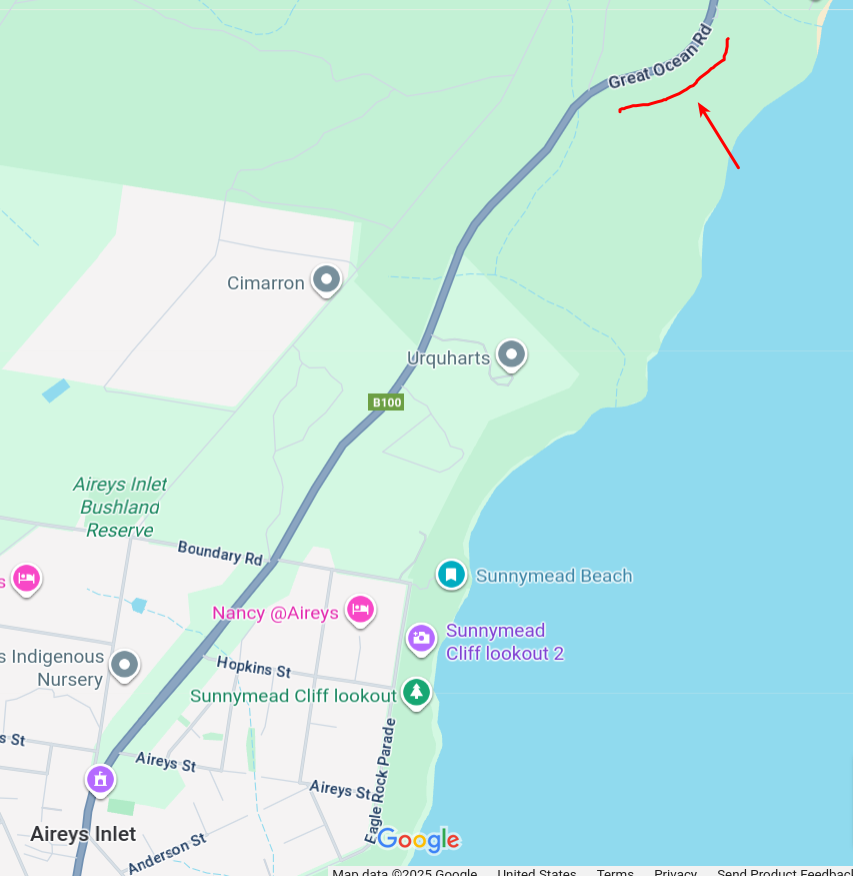 Great Ocean Rd
Cimarron
Urquharts
B100
Aireys Inlet
Bushland
Reserve
Boundary Rd
s
Sunnymead Beach
Nancy @Aireys
Sunnymead
Cliff lookout 2
s Indigenous
Nursery
Hopkins St
Sunnymead Cliff lookout
s St
Aireys St
Eagle Rock Parade
Aireys St
Aireys Inlet
Anderson St
Google
Map data ©2025 Google United States Terms Privacy Send Product Feedback